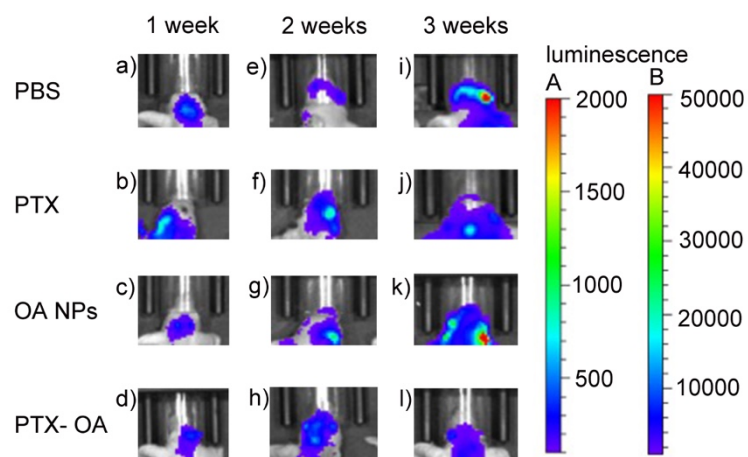 1 week 2 weeks 3 weeks
luminescence
A B
PBS a) e) i)
PTX b) f) j)
OA NPs c) g) k)
PTX- OA d) h) l)
2000
1500
1000
500
50000
40000
30000
20000
10000